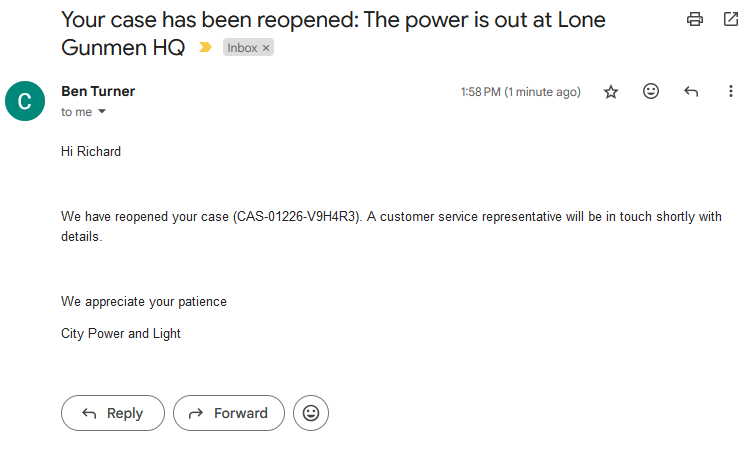 Your case has been reopened: The power is out at Lone
Gunmen HQ Inbox ×
C
Ben Turner 1:58 PM (1 minute ago)
to me
Hi Richard
We have reopened your case (CAS-01226-V9H4R3). A customer service representative will be in touch shortly with
details.
We appreciate your patience
City Power and Light
Reply Forward